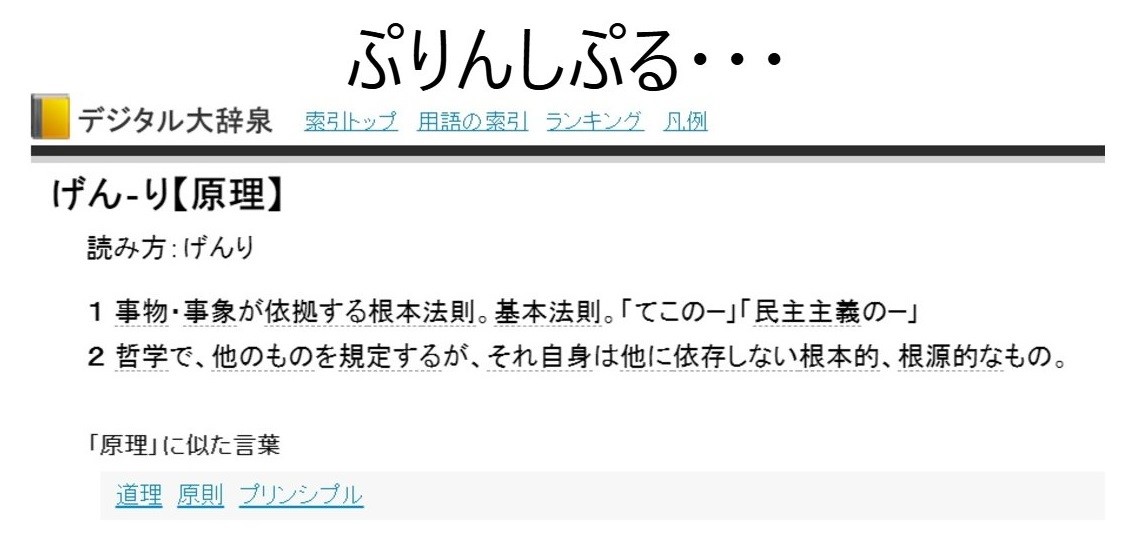 ぷりんしぷる・・・
デジタル大辞泉 索引トップ 用語の索引 ランキング 凡例
げん‐り【原理】
読み方:げんり
1 事物・事象が依拠する根本法則。基本法則。「てこの―」「民主主義の―」
2 哲学で、他のものを規定するが、それ自身は他に依存しない根本的、根源的なもの。
「原理」に似た言葉
道理 原則 プリンシプル